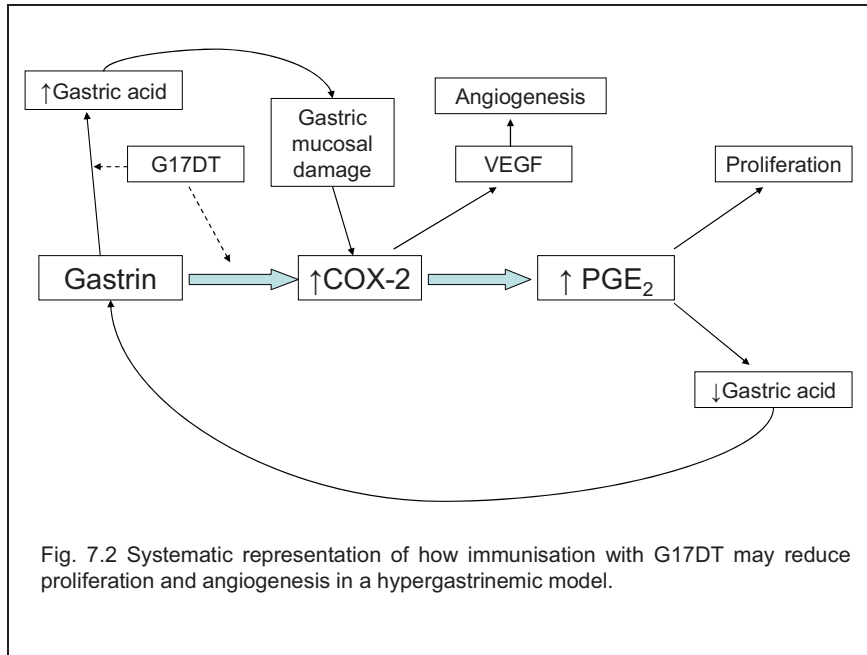 ↑Gastric acid
Gastric
mucosal
damage
Angiogenesis
G17DT
VEGF
Proliferation
Gastrin
↑COX-2
↑ PGE₂
↓Gastric acid
Fig. 7.2 Systematic representation of how immunisation with G17DT may reduce
proliferation and angiogenesis in a hypergastrinemic model.